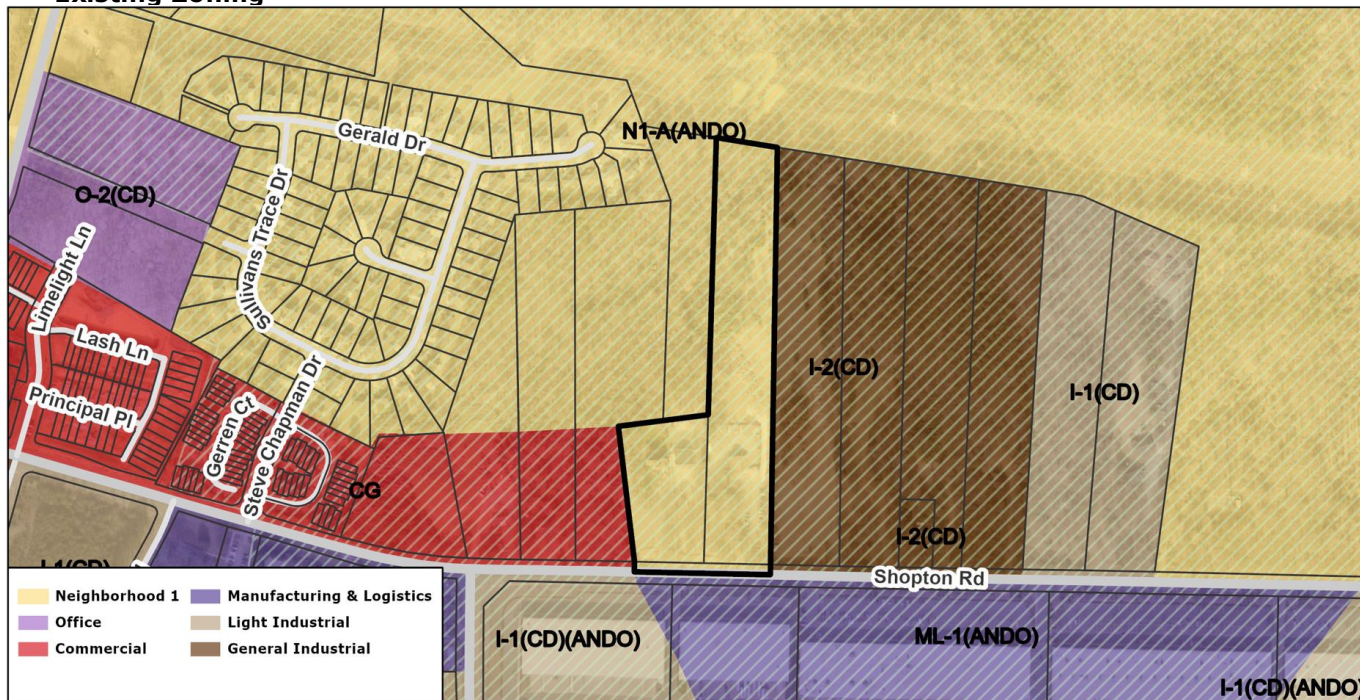 Existing Zoning
Gerald Dr
N1-A(ANDO)
O-2(CD)
Sullivans Trace Dr
Limelight Ln
Lash Ln
Principal Pl
Gerren Ct
Steve Chapman Dr
CG
I-2(CD)
I-1(CD)
I-2(CD)
Shopton Rd
I-1(CD)
I-1(CD)(ANDO)
ML-1(ANDO)
I-1(CD)(ANDO)
Neighborhood 1
Manufacturing & Logistics
Office
Light Industrial
Commercial
General Industrial